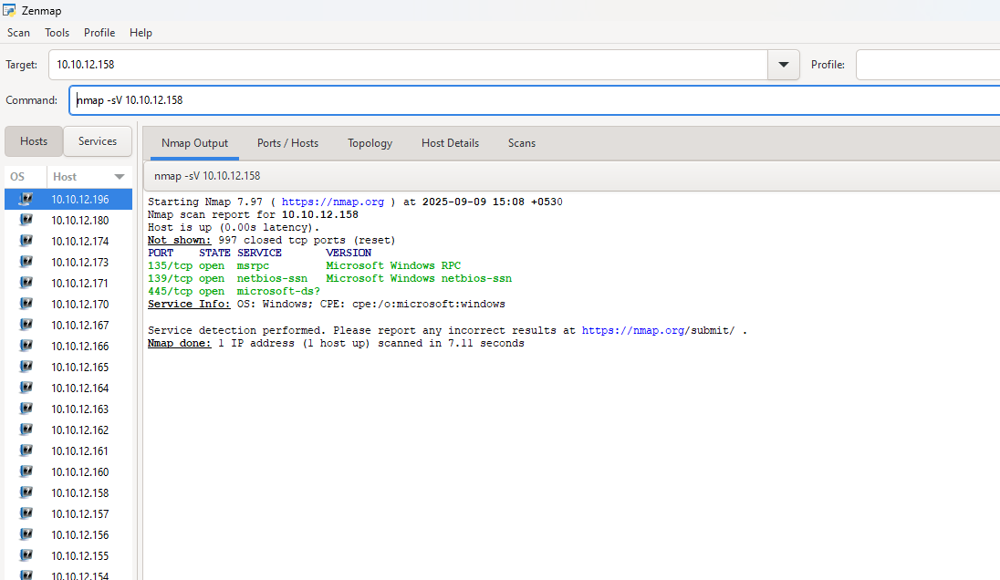 Zenmap
Scan Tools Profile Help
Target: 10.10.12.158 Profile:
Command: nmap -sV 10.10.12.158
Hosts Services
OS Host
10.10.12.196
10.10.12.180
10.10.12.174
10.10.12.173
10.10.12.171
10.10.12.170
10.10.12.167
10.10.12.166
10.10.12.165
10.10.12.164
10.10.12.163
10.10.12.162
10.10.12.161
10.10.12.160
10.10.12.158
10.10.12.157
10.10.12.156
10.10.12.155
10.10.12.154
Nmap Output Ports / Hosts Topology Host Details Scans
nmap -sV 10.10.12.158
Starting Nmap 7.97 ( https://nmap.org ) at 2025-09-09 15:08 +0530
Nmap scan report for 10.10.12.158
Host is up (0.00s latency).
Not shown: 997 closed tcp ports (reset)
PORT STATE SERVICE VERSION
135/tcp open msrpc Microsoft Windows RPC
139/tcp open netbios-ssn Microsoft Windows netbios-ssn
445/tcp open microsoft-ds?
Service Info: OS: Windows; CPE: cpe:/o:microsoft:windows
Service detection performed. Please report any incorrect results at https://nmap.org/submit/ .
Nmap done: 1 IP address (1 host up) scanned in 7.11 seconds